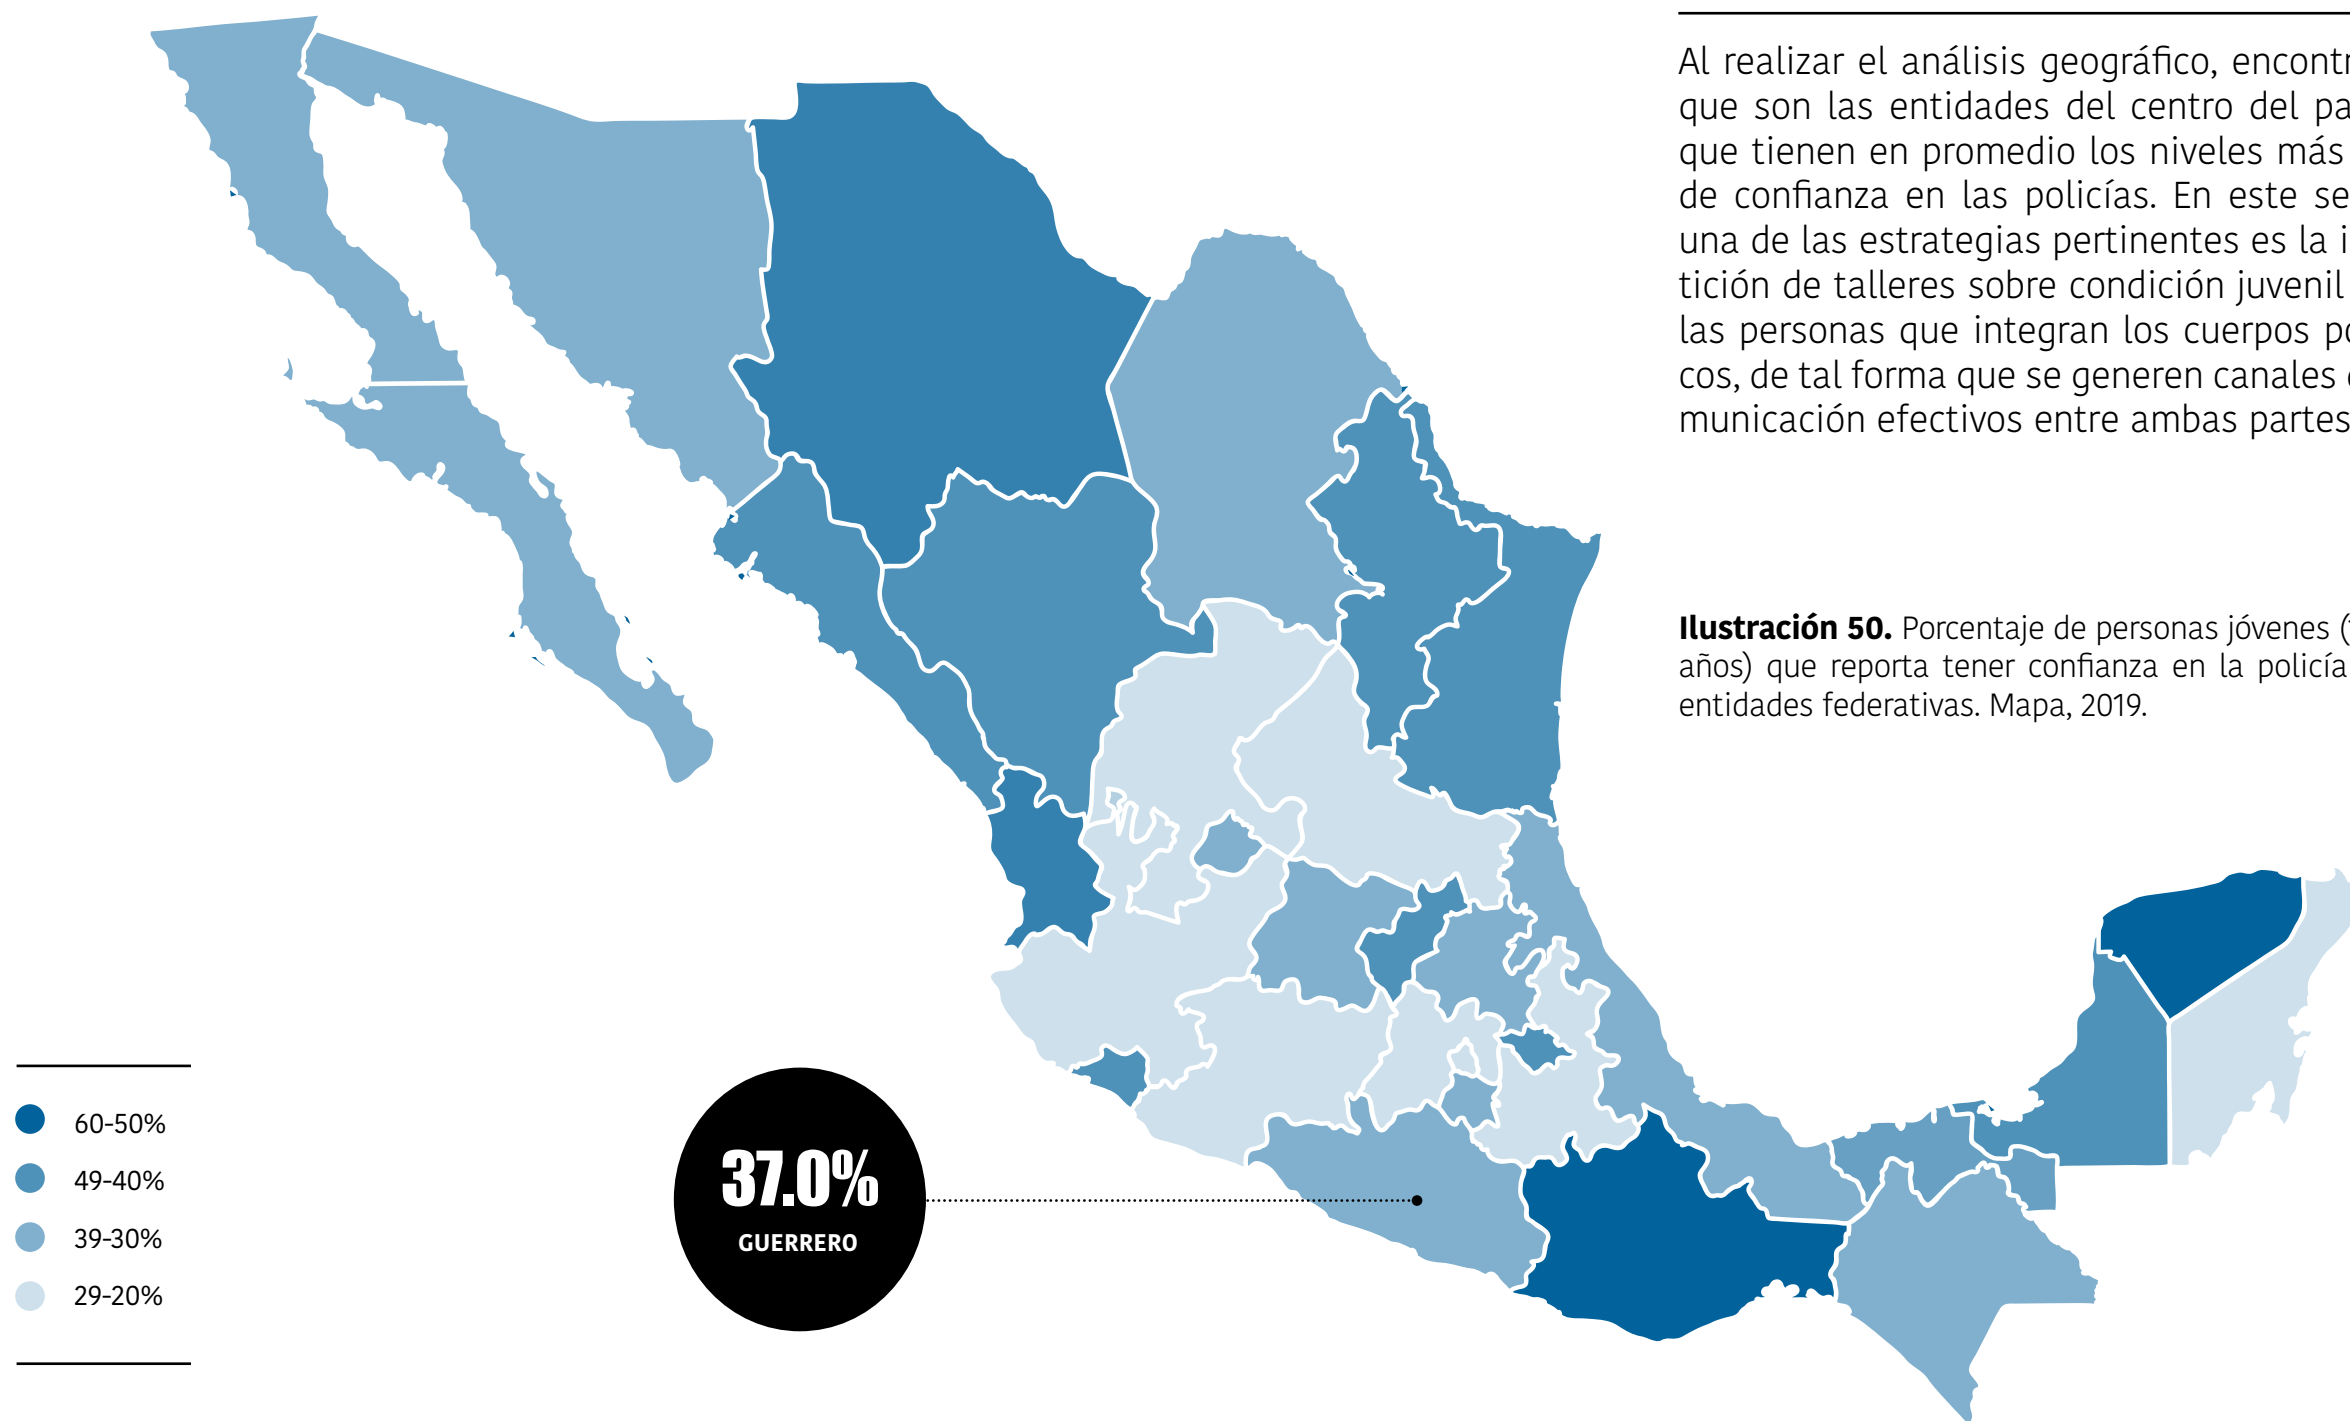 Al realizar el análisis geográfico, encontr
que son las entidades del centro del pa
que tienen en promedio los niveles más
de confianza en las policías. En este se
una de las estrategias pertinentes es la i
tición de talleres sobre condición juvenil
las personas que integran los cuerpos po
cos, de tal forma que se generen canales
municación efectivos entre ambas partes
Ilustración 50. Porcentaje de personas jóvenes (
años) que reporta tener confianza en la policía
entidades federativas. Mapa, 2019.
37.0%
GUERRERO
60-50%
49-40%
39-30%
29-20%